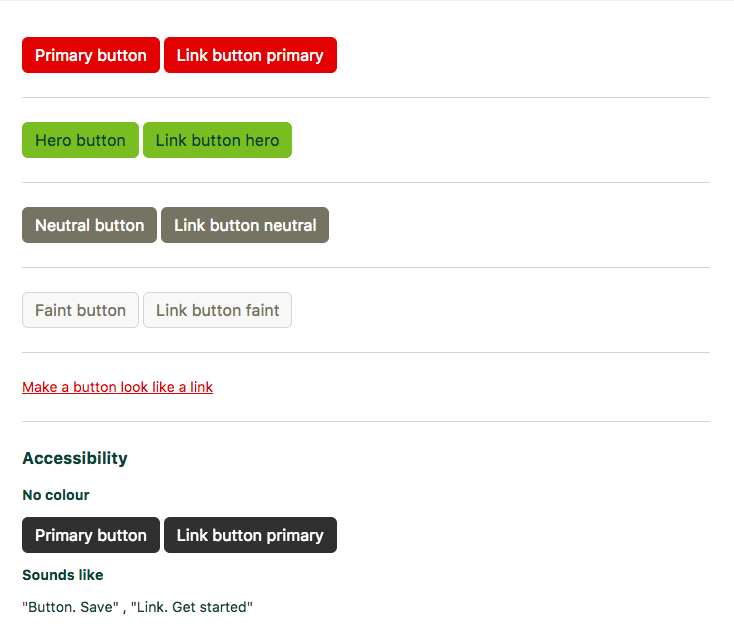 Primary button Link button primary
Hero button Link button hero
Neutral button Link button neutral
Faint button Link button faint
Make a button look like a link
Accessibility
No colour
Primary button Link button primary
Sounds like
"Button. Save" , "Link. Get started"